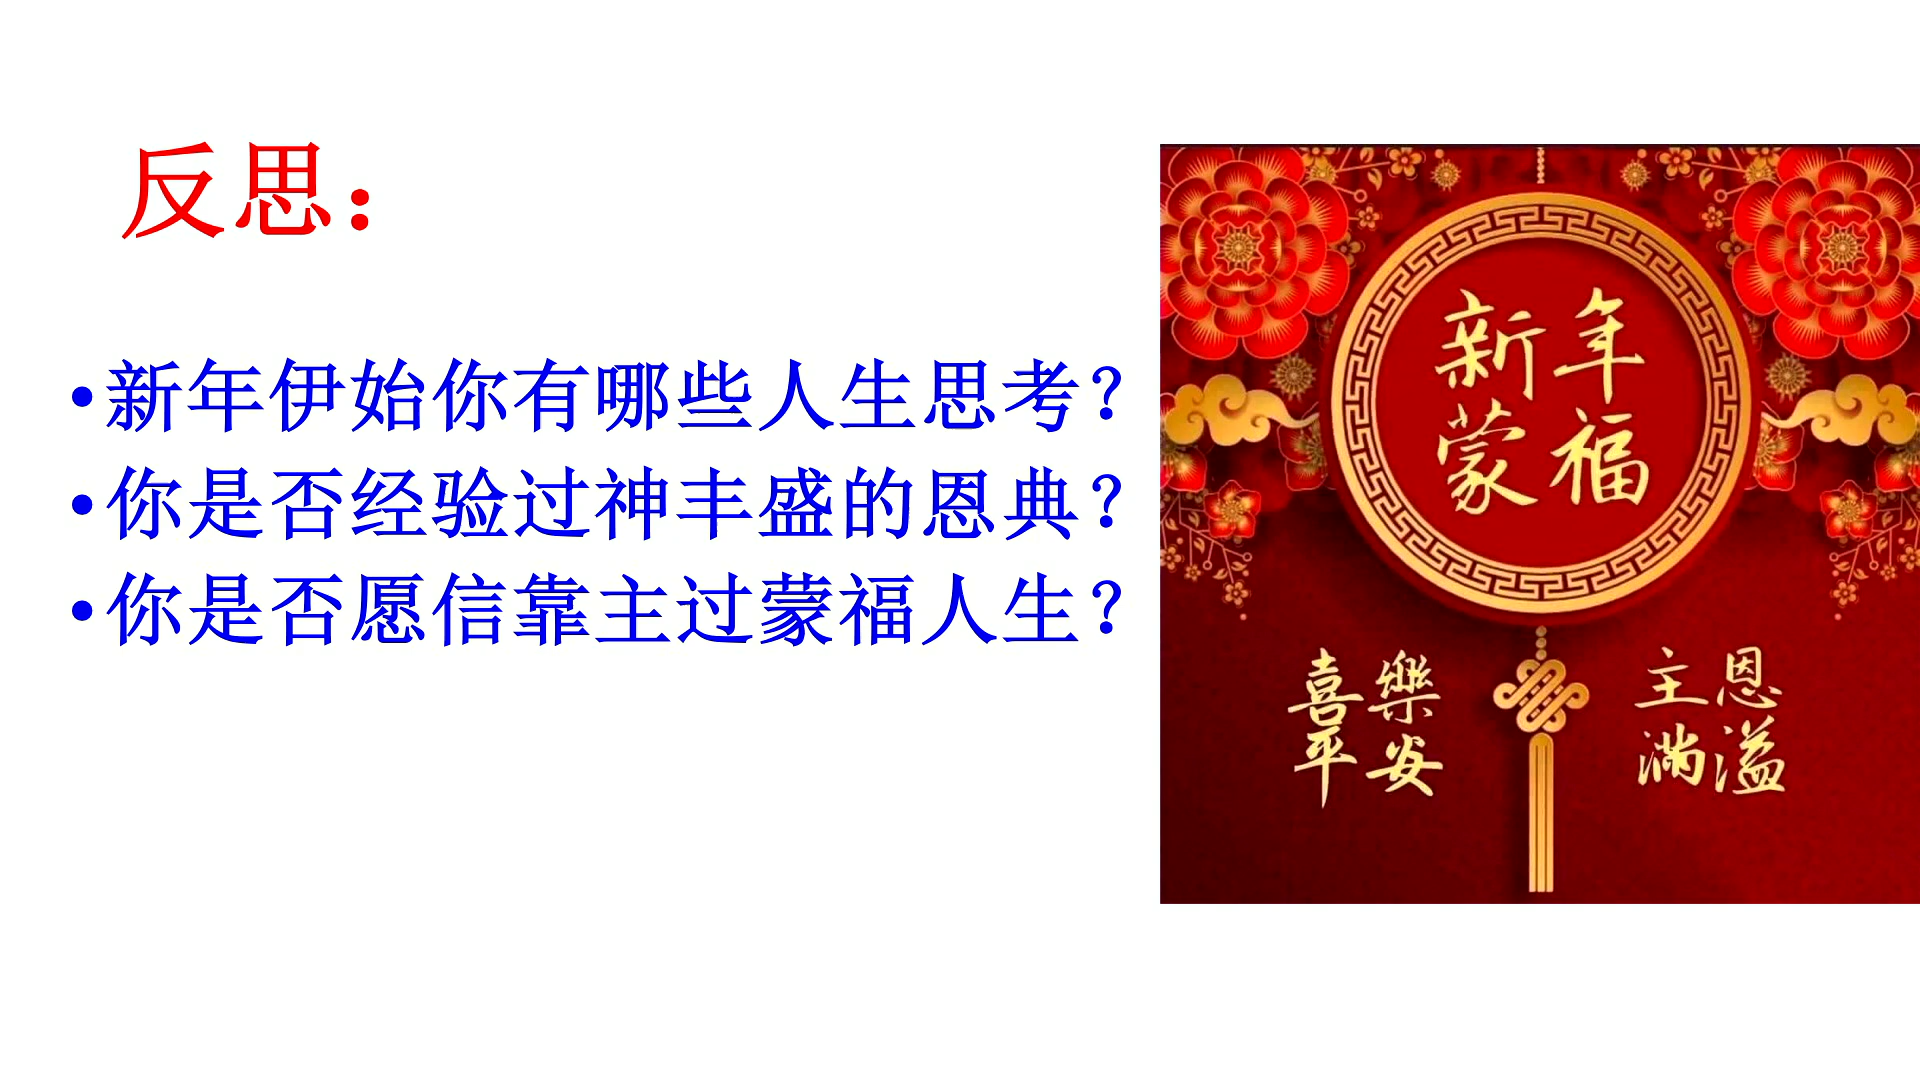 反思：
•新年伊始你有哪些人生思考？
•你是否经验过神丰盛的恩典？
•你是否愿信靠主过蒙福人生？
新年
蒙福
喜樂
平安
主恩
滿溢